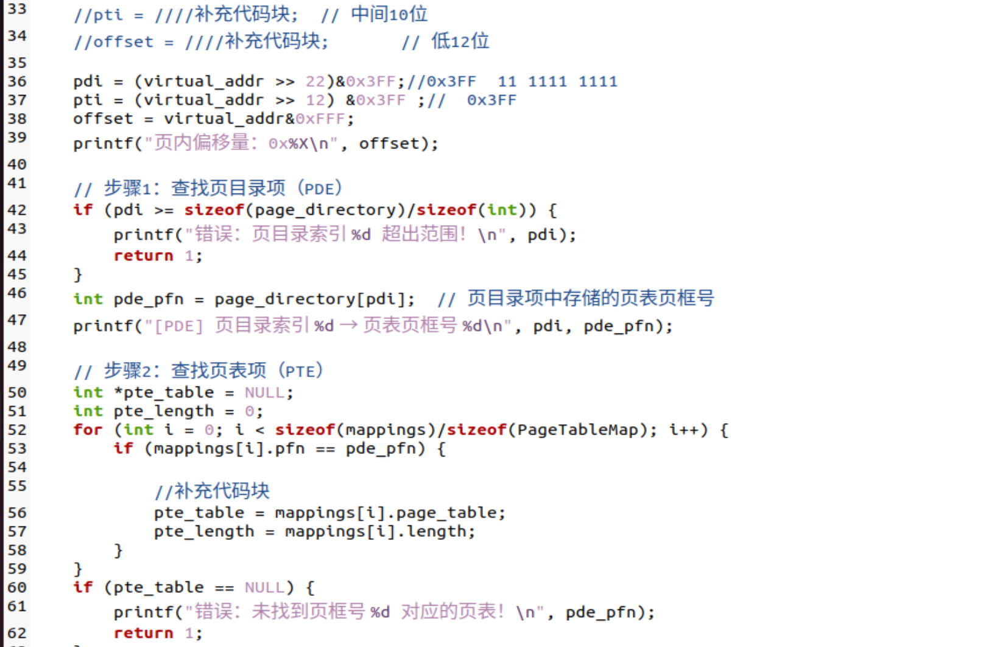 33 //pti = ////补充代码块; // 中间10位
34 //offset = ////补充代码块; // 低12位
35
36 pdi = (virtual_addr >> 22)&0x3FF;//0x3FF 11 1111 1111
37 pti = (virtual_addr >> 12) &0x3FF ;// 0x3FF
38 offset = virtual_addr&0xFFF;
39 printf("页内偏移量：0x%X\n", offset);
40
41 // 步骤1：查找页目录项（PDE）
42 if (pdi >= sizeof(page_directory)/sizeof(int)) {
43 printf("错误：页目录索引 %d 超出范围！\n", pdi);
44 return 1;
45 }
46 int pde_pfn = page_directory[pdi]; // 页目录项中存储的页表页框号
47 printf("[PDE] 页目录索引 %d → 页表页框号 %d\n", pdi, pde_pfn);
48
49 // 步骤2：查找页表项（PTE）
50 int *pte_table = NULL;
51 int pte_length = 0;
52 for (int i = 0; i < sizeof(mappings)/sizeof(PageTableMap); i++) {
53 if (mappings[i].pfn == pde_pfn) {
54
55 //补充代码块
56 pte_table = mappings[i].page_table;
57 pte_length = mappings[i].length;
58 }
59 }
60 if (pte_table == NULL) {
61 printf("错误：未找到页框号 %d 对应的页表！\n", pde_pfn);
62 return 1;